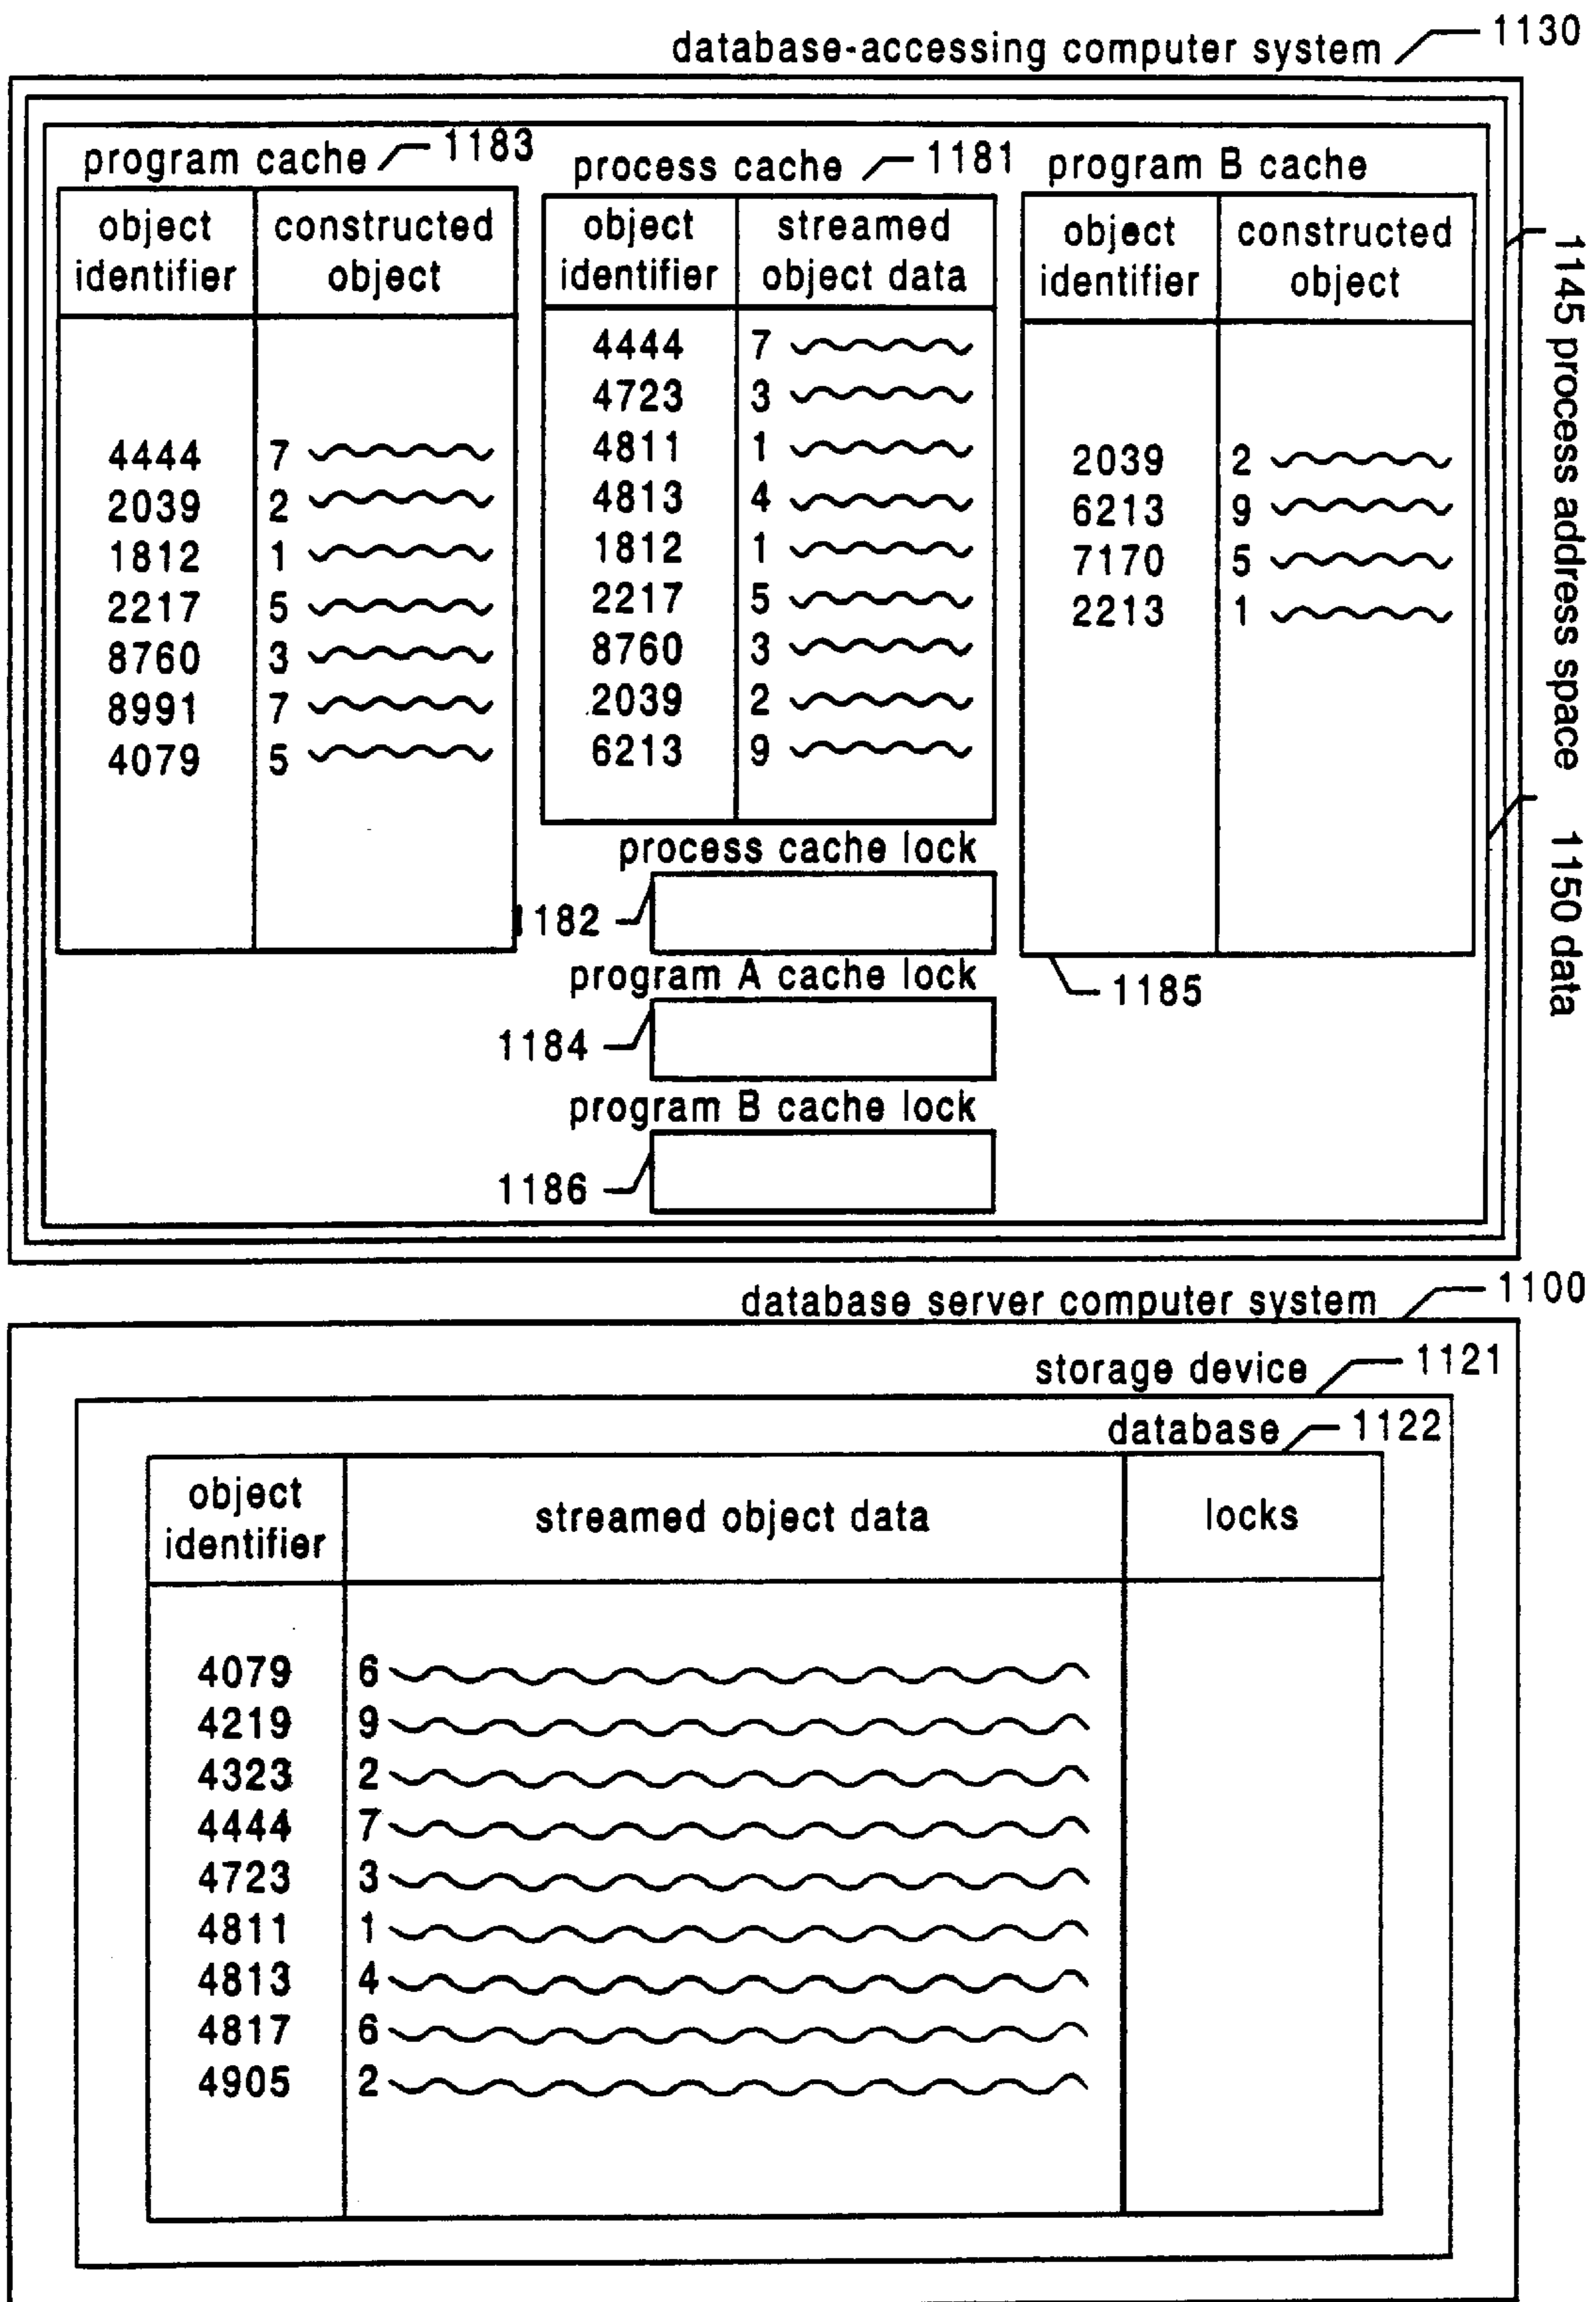 database-accessing computer system 1130
program cache 1183
object identifier constructed object
4444 7
2039 2
1812 1
2217 5
8760 3
8991 7
4079 5
process cache 1181
object identifier streamed object data
4444 7
4723 3
4811 1
4813 4
1812 1
2217 5
8760 3
2039 2
6213 9
program B cache
object identifier constructed object
2039 2
6213 9
7170 5
2213 1
1185
process cache lock
1182
program A cache lock
1184
program B cache lock
1186
1145 process address space
1150 data
database server computer system 1100
storage device 1121
database 1122
object identifier streamed object data locks
4079 6
4219 9
4323 2
4444 7
4723 3
4811 1
4813 4
4817 6
4905 2